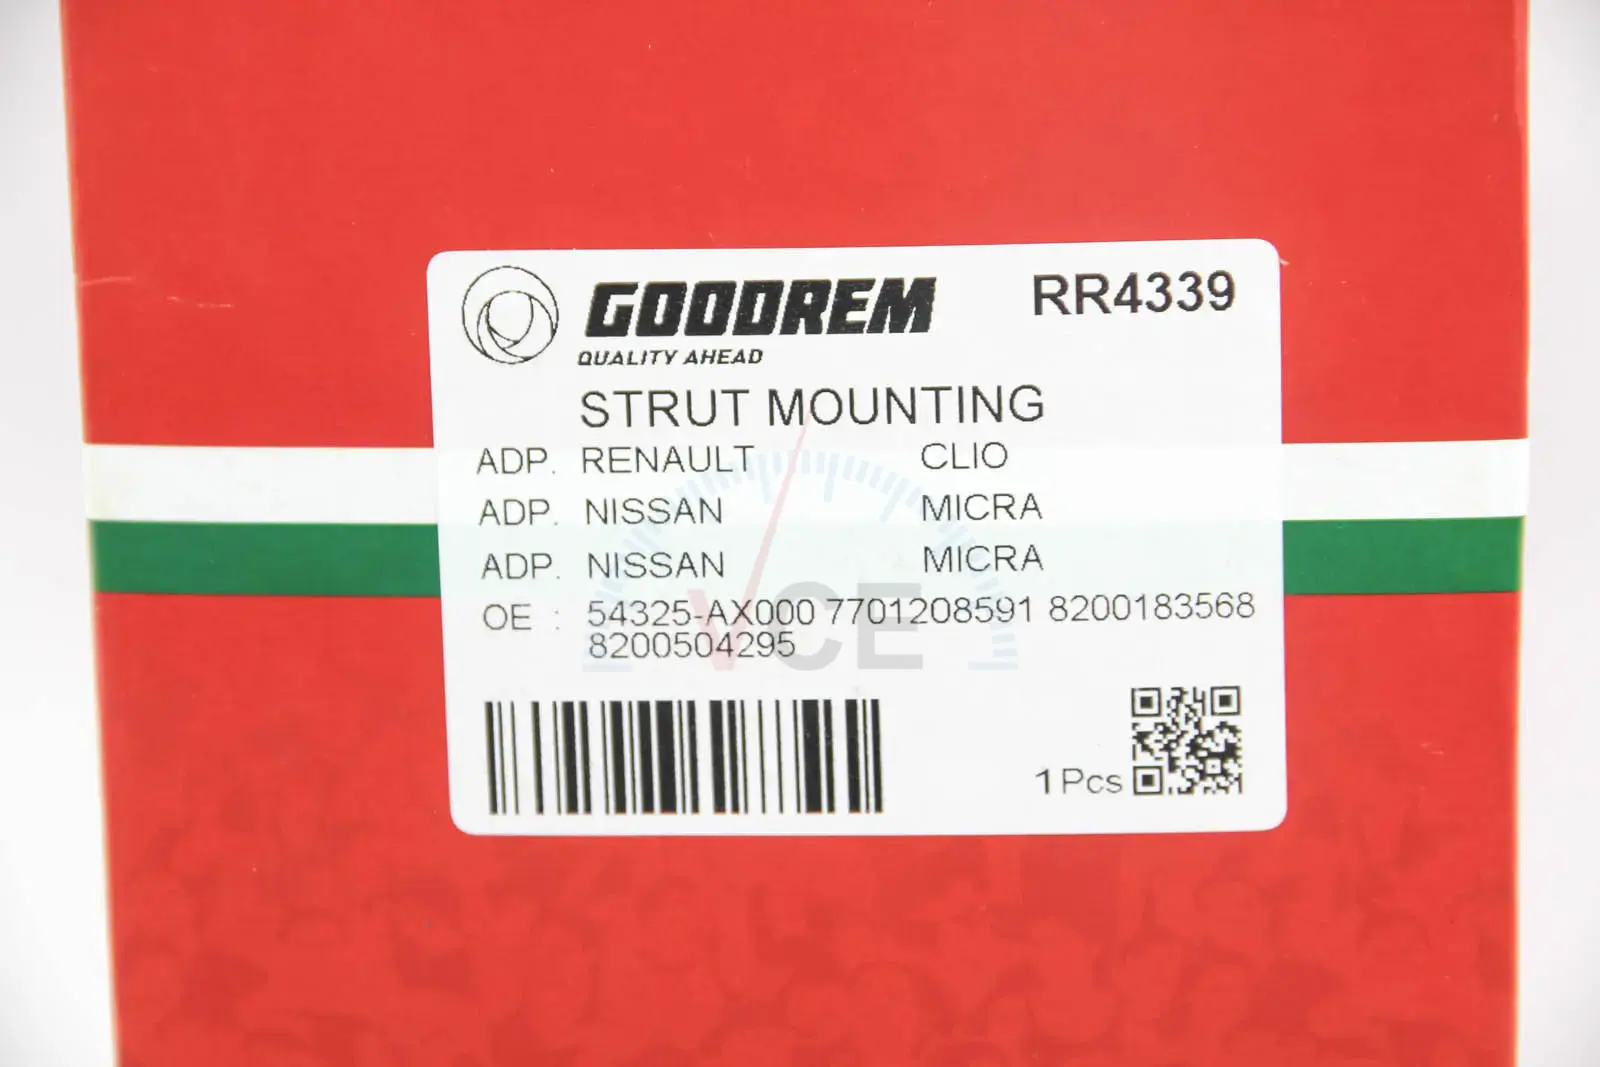 GOODREM
RR4339
QUALITY AHEAD
STRUT MOUNTING
ADP. RENAULT CLIO
ADP. NISSAN MICRA
ADP. NISSAN MICRA
OE : 54325-AX000 7701208591 8200183568
8200504295
VCE
1 Pcs